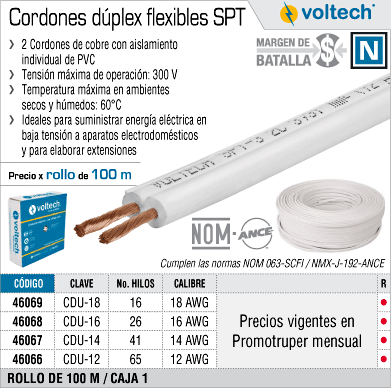 Cordones dúplex flexibles SPT
voltech®
2 Cordones de cobre con aislamiento
individual de PVC
Tensión máxima de operación: 300 V
Temperatura máxima en ambientes
secos y húmedos: 60°C
Ideales para suministrar energía eléctrica en
baja tensión a aparatos electrodomésticos
y para elaborar extensiones
MARGEN DE
BATALLA
$
N
Precio x rollo de 100 m
voltech
VOLTECH SPT-3
NOM-ANCE
Cumplen las normas NOM 063-SCFI / NMX-J-192-ANCE
CÓDIGO CLAVE No. HILOS CALIBRE R
46069 CDU-18 16 18 AWG
46068 CDU-16 26 16 AWG
46067 CDU-14 41 14 AWG
46066 CDU-12 65 12 AWG
Precios vigentes en
Promotruper mensual
ROLLO DE 100 M / CAJA 1